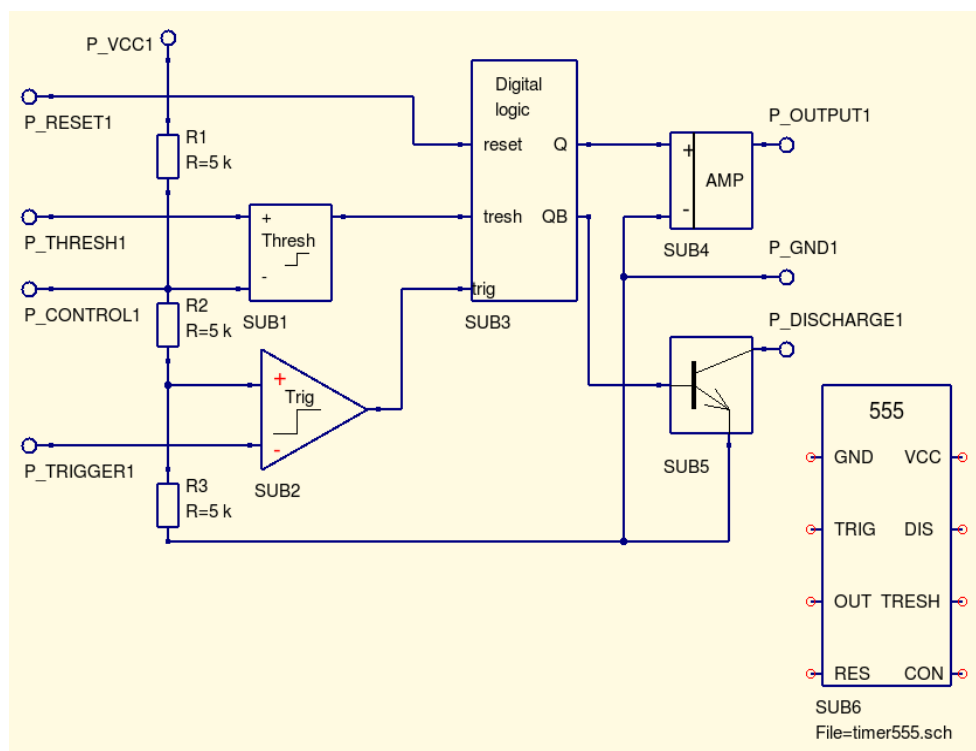 P_VCC1
P_RESET1
R1
R=5 k
P_THRESH1
+
Thresh
-
SUB1
P_CONTROL1
R2
R=5 k
+
Trig
-
SUB2
P_TRIGGER1
R3
R=5 k
Digital
logic
reset Q
tresh QB
trig
SUB3
P_OUTPUT1
+
AMP
-
SUB4
P_GND1
P_DISCHARGE1
SUB5
555
GND VCC
TRIG DIS
OUT TRESH
RES CON
SUB6
File=timer555.sch